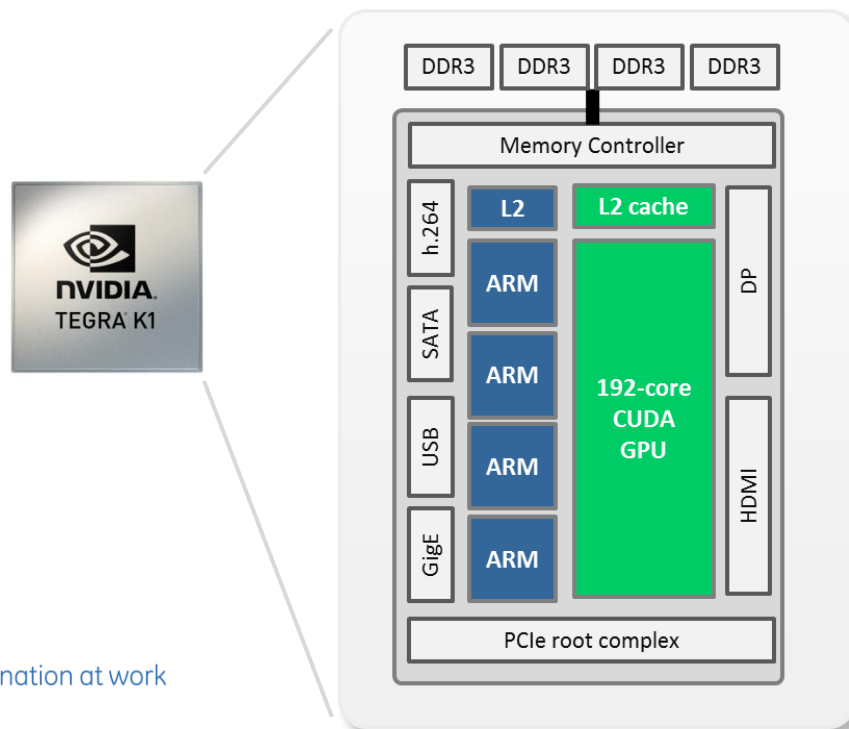 DDR3 DDR3 DDR3 DDR3
Memory Controller
h.264
L2
L2 cache
DP
ARM
SATA
ARM
192-core
CUDA
GPU
USB
ARM
HDMI
GigE
ARM
PCIe root complex
NVIDIA.
TEGRA K1
nation at work